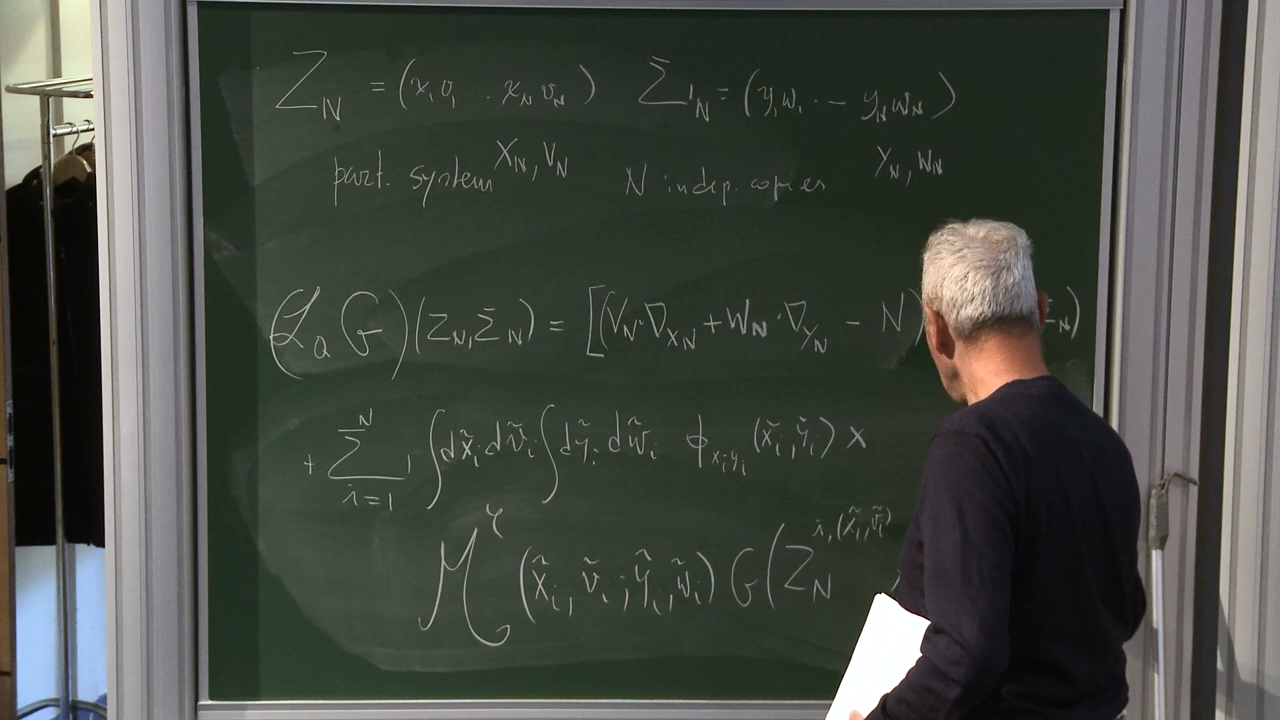 Z_N = (x_1 v_1 . x_N v_N) Σ_N = (y_1 w_1 . – y_N w_N)
part. system X_N, V_N N indep. copies Y_N, W_N
(ℒ_a G)(Z_N, Σ_N) = [(V_N · ∇_{X_N} + W_N · ∇_{Y_N} – N) Σ_N)
+ Σ_{i=1}^N ∫ dx̃_i dṽ_i ∫ dỹ_i dw̃_i φ_{x_i y_i} (x̃_i, ỹ_i) ×
M (x̃_i, ṽ_i ; ỹ_i, w̃_i) G(Z_N^{i,(x̃_i, ṽ_i)}